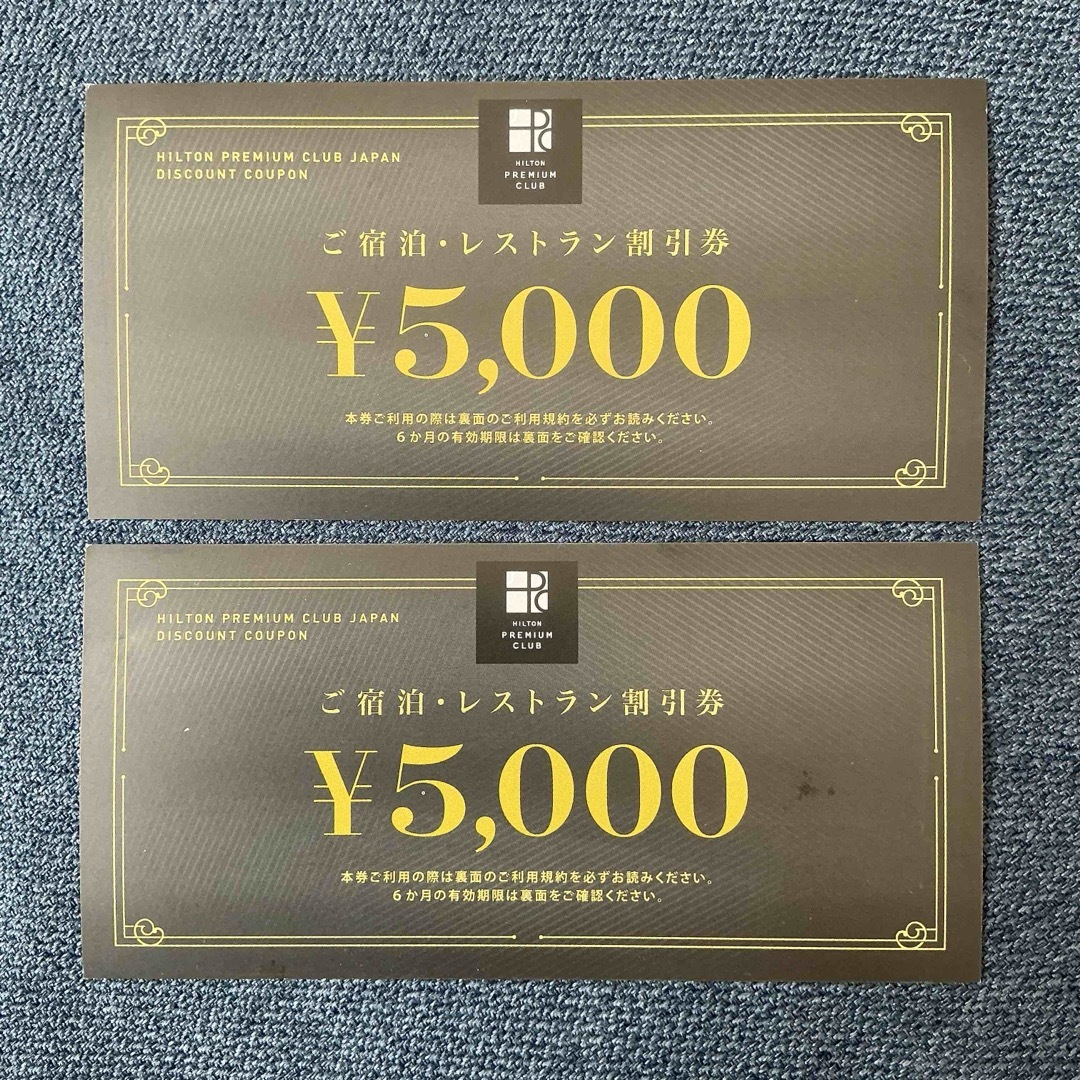 HILTON PREMIUM CLUB JAPAN
DISCOUNT COUPON
HPC
HILTON
PREMIUM
CLUB
ご宿泊・レストラン割引券
¥5,000
本券ご利用の際は裏面のご利用規約を必ずお読みください。
6か月の有効期限は裏面をご確認ください。
HILTON PREMIUM CLUB JAPAN
DISCOUNT COUPON
HPC
HILTON
PREMIUM
CLUB
ご宿泊・レストラン割引券
¥5,000
本券ご利用の際は裏面のご利用規約を必ずお読みください。
6か月の有効期限は裏面をご確認ください。